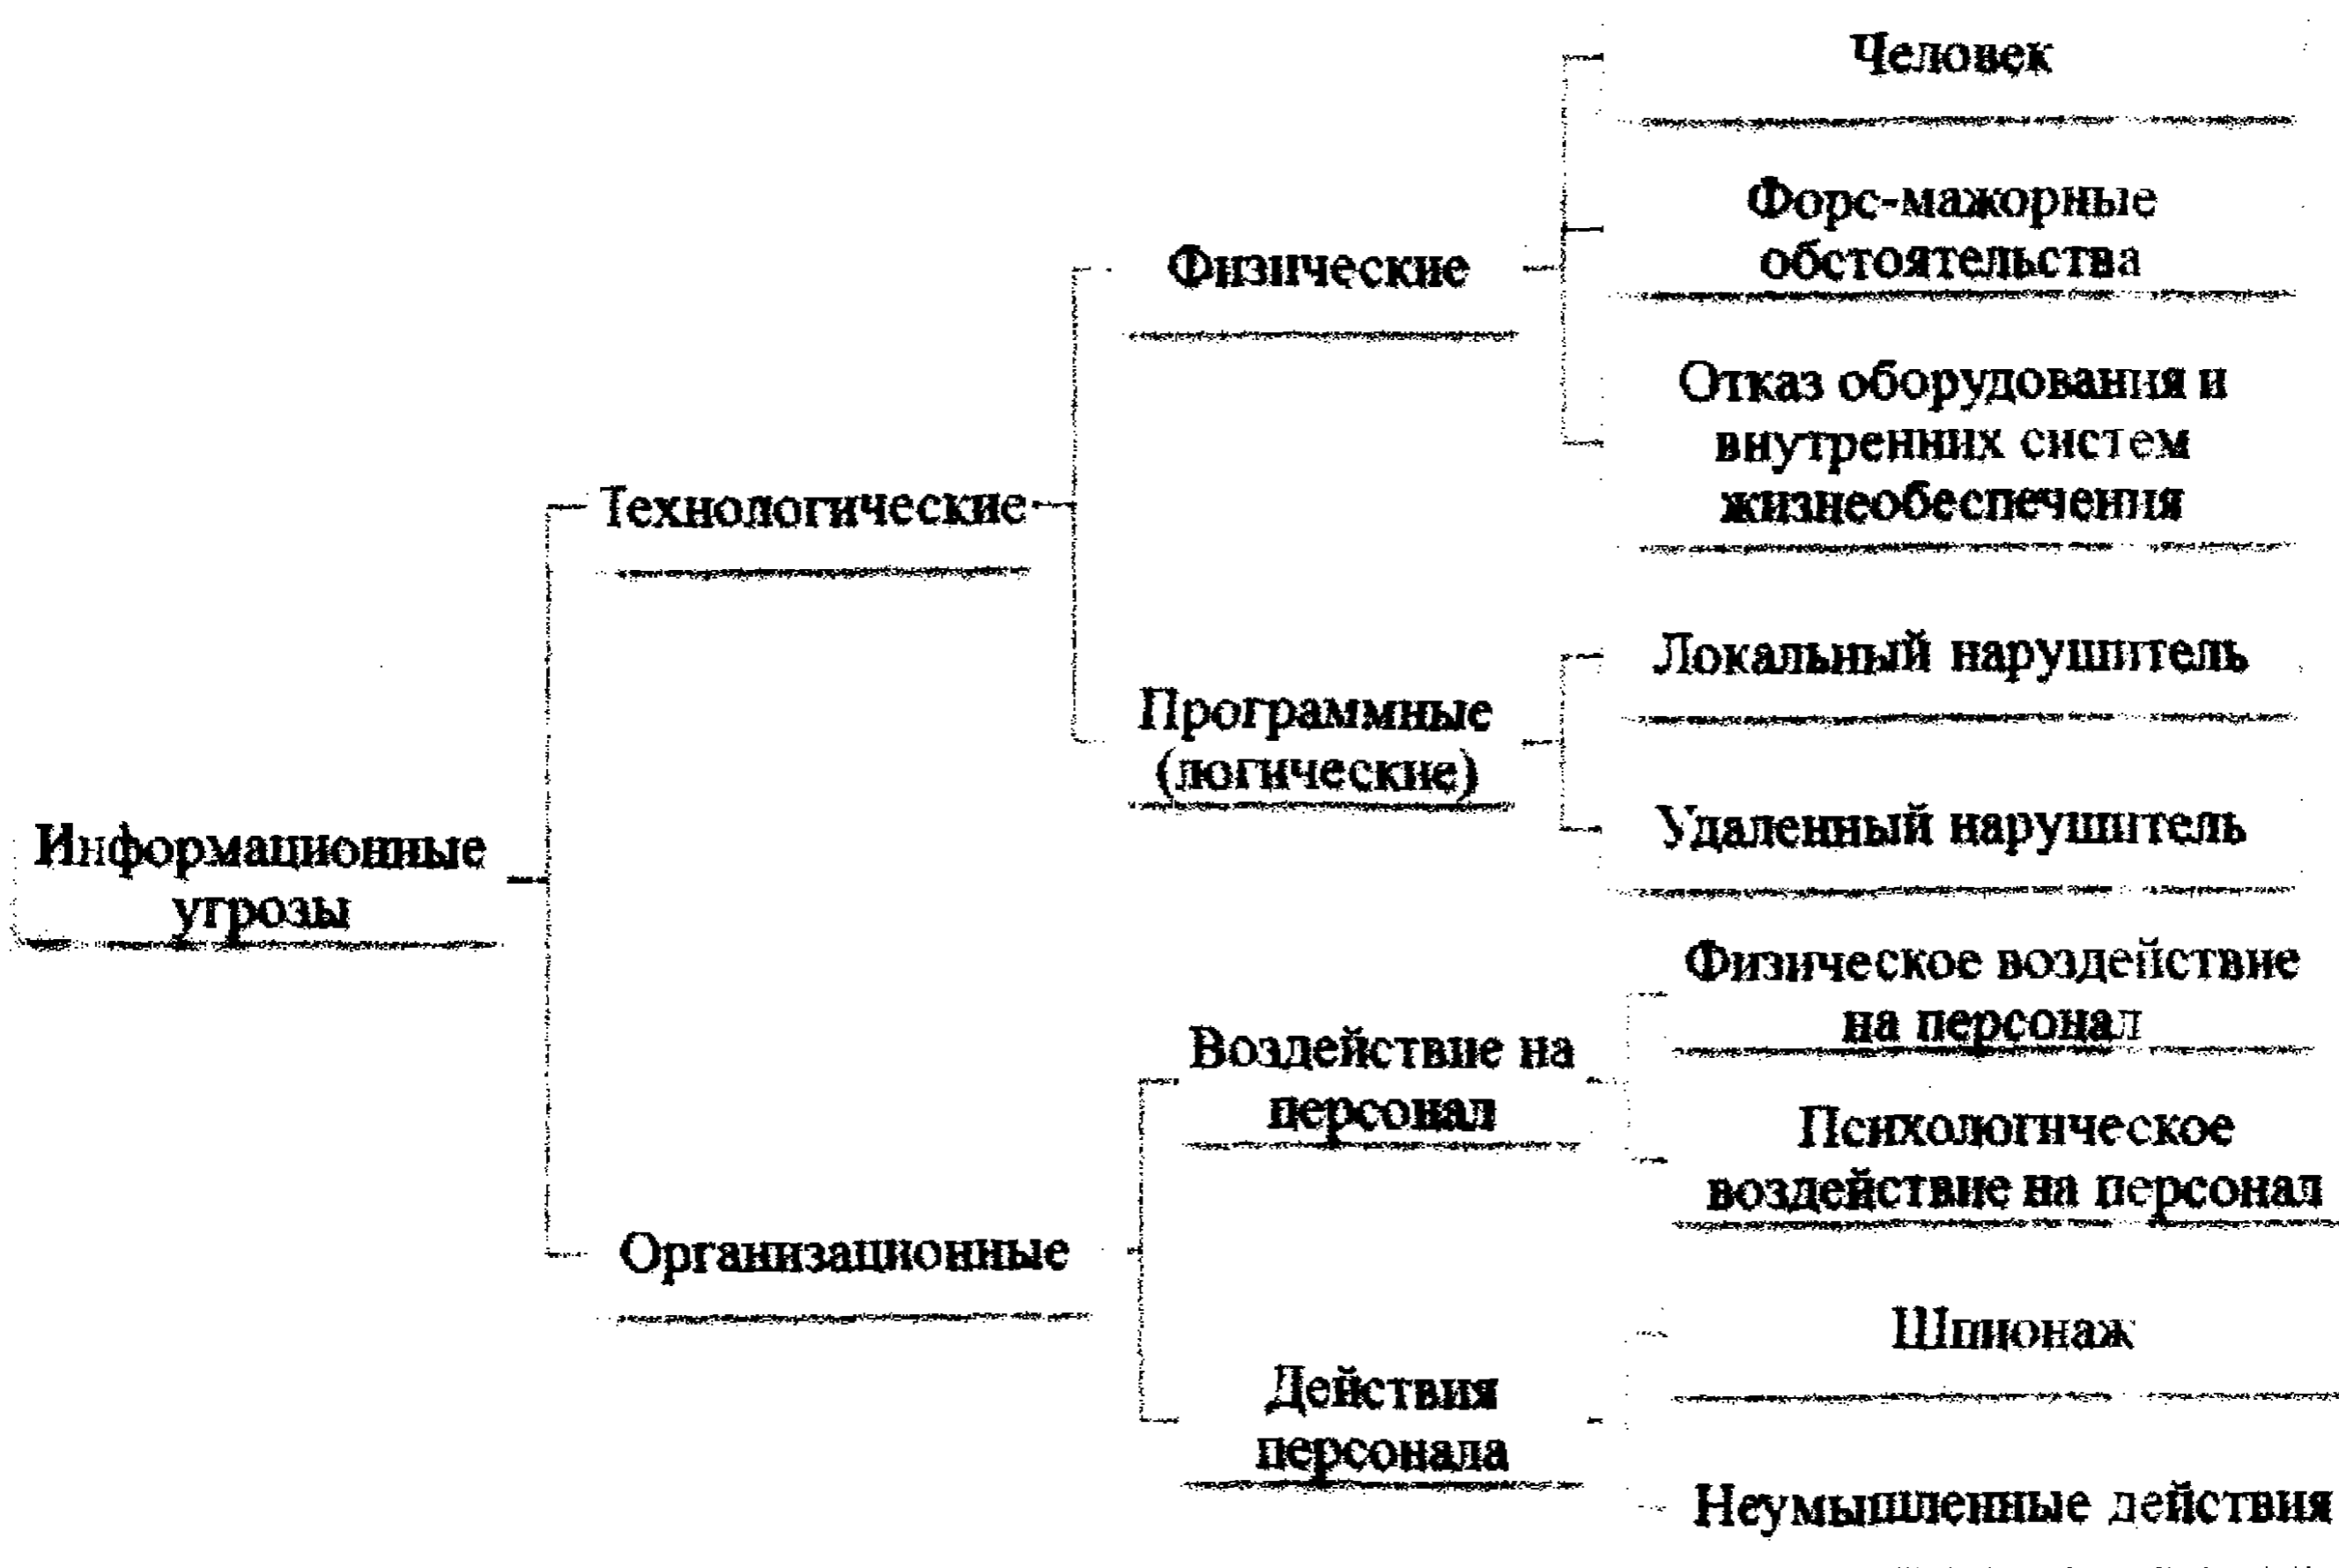 Человек
Форс-мажорные
обстоятельства
Физические
Отказ оборудования и
внутренних систем
жизнеобеспечения
Технологические
Локальный нарушитель
Программные
(логические)
Удаленный нарушитель
Информационные
угрозы
Физическое воздействие
на персонал
Воздействие на
персонал
Психологическое
воздействие на персонал
Организационные
Шпионаж
Действия
персонала
Неумышленные действия